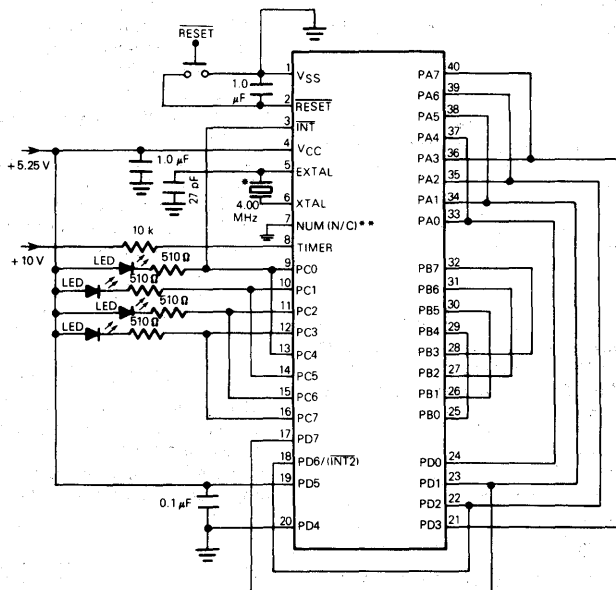 RESET
1.0
μF
+5.25 V
1.0 μF
27 pF
*
4.00
MHz
10 k
+10 V
LED
510Ω
LED
510Ω
LED
510Ω
LED
510Ω
0.1 μF
1 VSS
2 RESET
3 INT
4 VCC
5 EXTAL
6 XTAL
7 NUM (N/C)**
8 TIMER
9 PC0
10 PC1
11 PC2
12 PC3
13 PC4
14 PC5
15 PC6
16 PC7
17 PD7
18 PD6/(INT2)
19 PD5
20 PD4
PA7 40
PA6 39
PA5 38
PA4 37
PA3 36
PA2 35
PA1 34
PA0 33
PB7 32
PB6 31
PB5 30
PB4 29
PB3 28
PB2 27
PB1 26
PB0 25
PD0 24
PD1 23
PD2 22
PD3 21